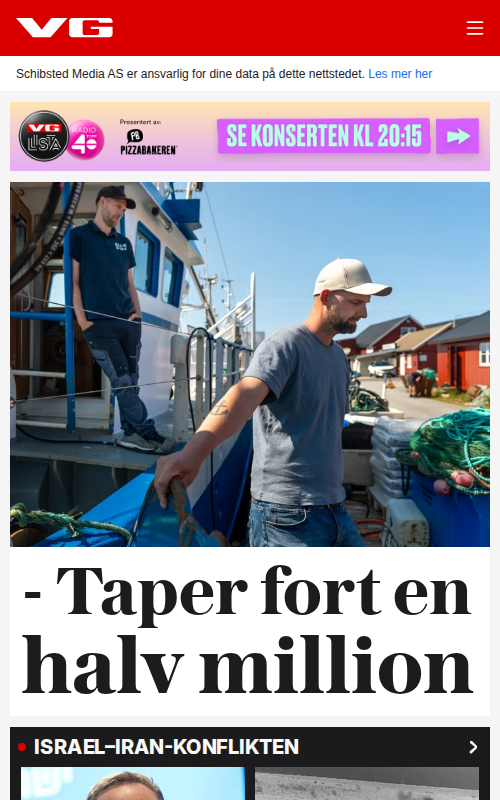 VG
Schibsted Media AS er ansvarlig for dine data på dette nettstedet. Les mer her
VG
LISTA
RADIO
TOPP
40
Presentert av:
PB
PIZZABAKEREN
SE KONSERTEN KL 20:15
- Taper fort en
halv million
ISRAEL–IRAN-KONFLIKTEN